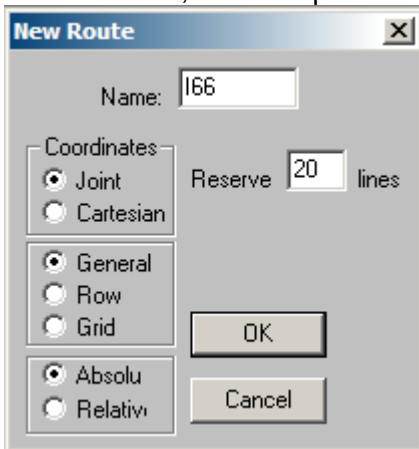 New Route
Name: I66
Coordinates
Joint
Cartesian
Reserve 20 lines
General
Row
Grid
OK
Absolu
Relativ
Cancel